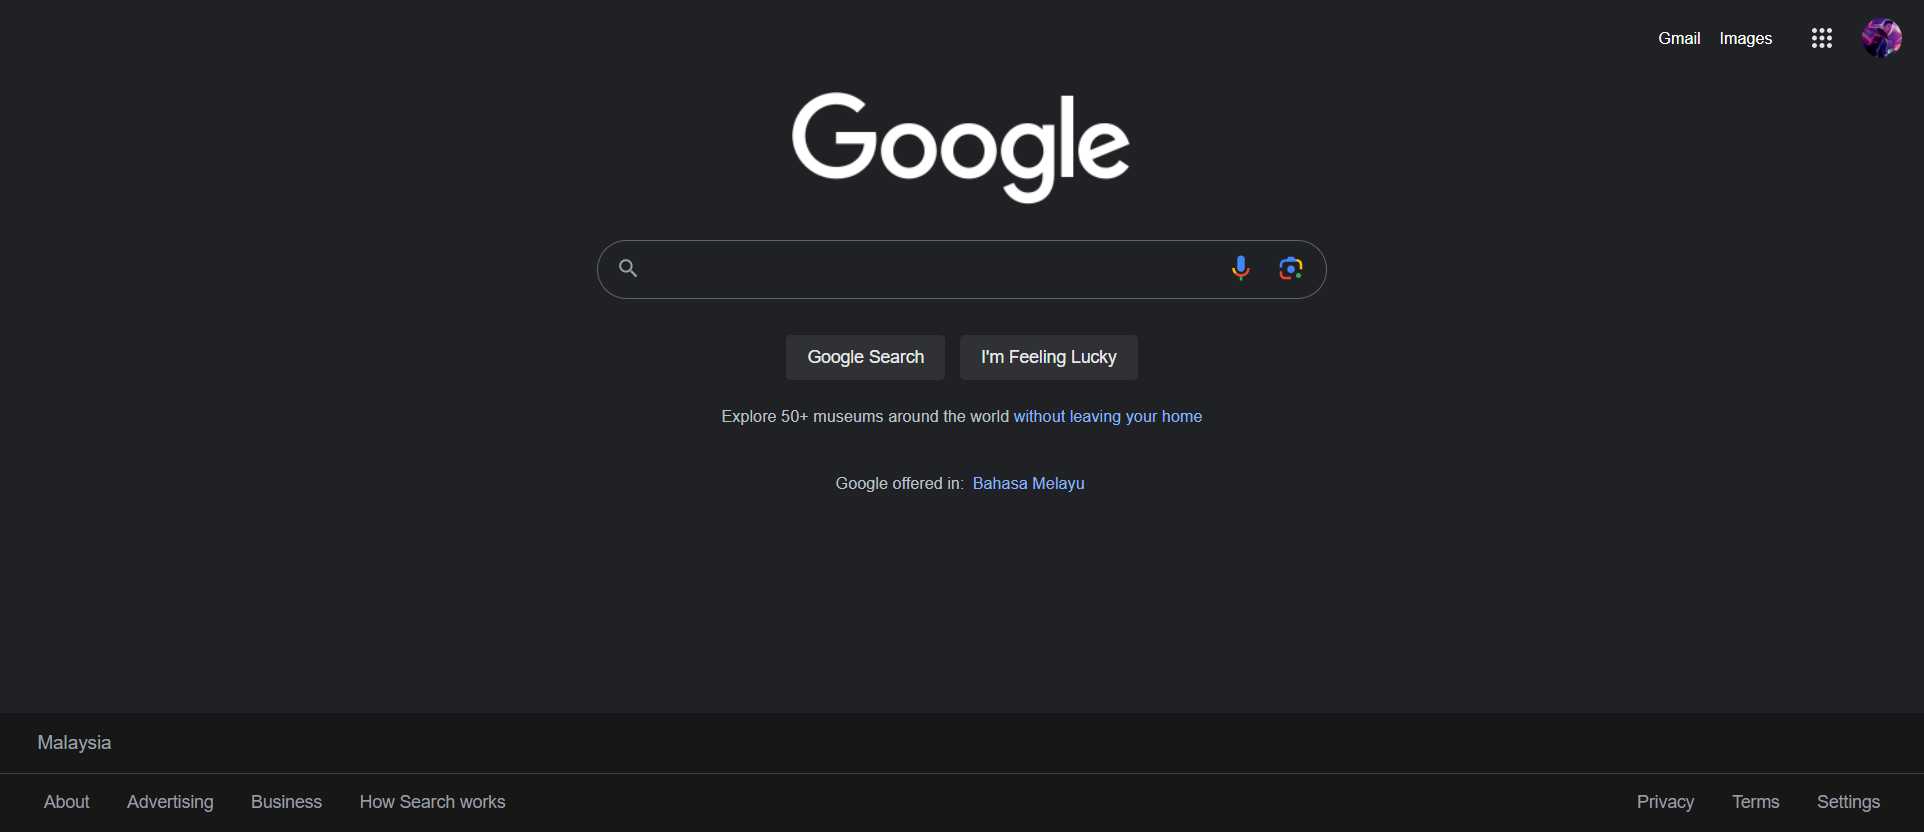 Gmail Images
Google
Google Search I'm Feeling Lucky
Explore 50+ museums around the world without leaving your home
Google offered in: Bahasa Melayu
Malaysia
About Advertising Business How Search works Privacy Terms Settings